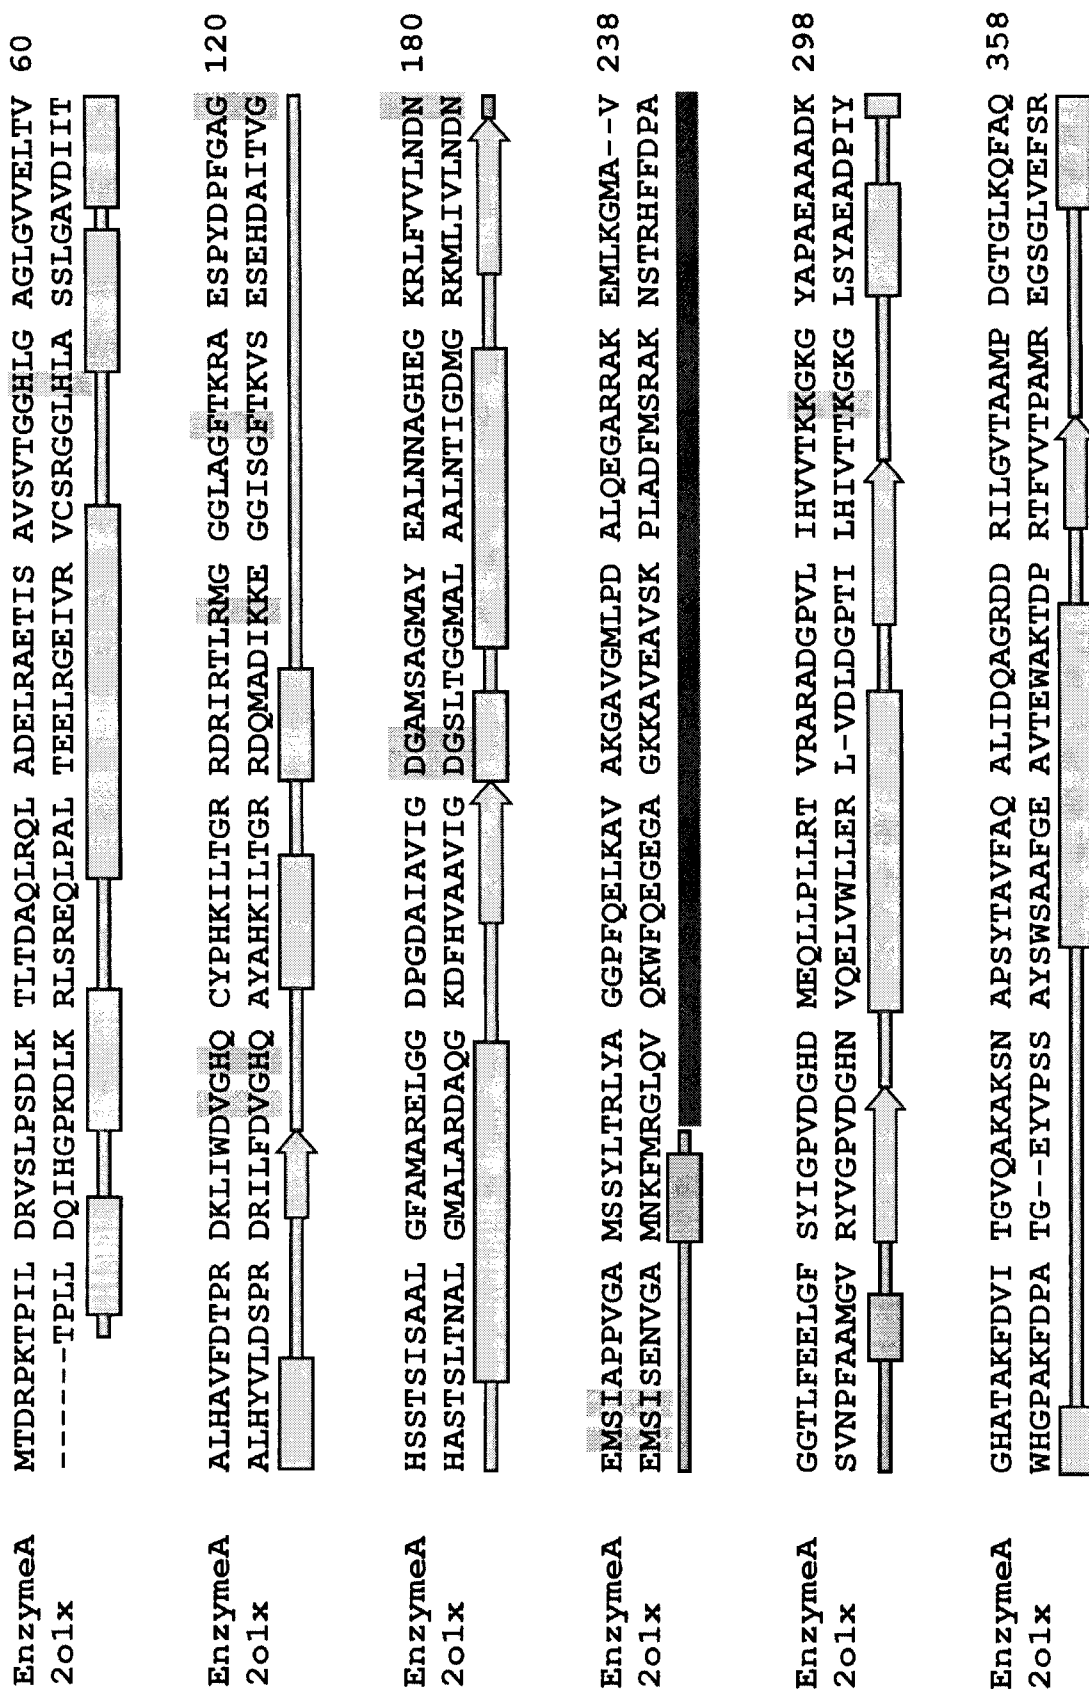 EnzymeA MTDRPKTPIL DRVSLPSDLK TLTDAQLRQL ADELRAETIS AVSVTGGHLG AGLGVVELTV 60
2o1x ------TPLL DQIHGPKDLK RLSREQLPAL TEELRGEIVR VCSRGGLHLA SSLGAVDIIT
EnzymeA ALHAVFDTPR DKLIWDVGHQ CYPHKILTGR RDRIRTLRMG GGLAGFTKRA ESPYDPFGAG 120
2o1x ALHYVLDSPR DRILFDVGHQ AYAHKILTGR RDQMADIKKE GGISGFTKVS ESEHDAITVG
EnzymeA HSSTSISAAL GFAMARELGG DPGDAIAVIG DGAMSAGMAY EALNNAGHEG KRLFVVLNDN 180
2o1x HASTSLTNAL GMALARDAQG KDFHVAAVIG DGSLTGGMAL AALNTIGDMG RKMLIVLNDN
EnzymeA EMSIAPPVGA MSSYLTRLYA GGPFQELKAV AKGAVGMLPD ALQEGARRAK EMLKGMA--V 238
2o1x EMSISENVGA MNKFMRGLQV QKWFQEGEGA GKKAVEAVSK PLADFMSRAK NSTRHFFDPA
EnzymeA GGTLFEELGF SYIGPVDGHD MEQLLPLLRT VRARADGPVL IHVVTKKGKG YAPAEAAADK 298
2o1x SVNPFAAMGV RYVGPVDGHN VQELVWLLER L-VDLDGPTI LHIVTTKGKG LSYAEADPIY
EnzymeA GHATAKFDVI TGVQAKAKSN APSYTAVFAQ ALIDQAGRDD RILGVTAAMP DGTGLKQFAQ 358
2o1x WHGPAKFDPA TG--EYVPSS AYSWSAAFGE AVTEWAKTDP RTFVVTPAMR EGSGLVEFSR